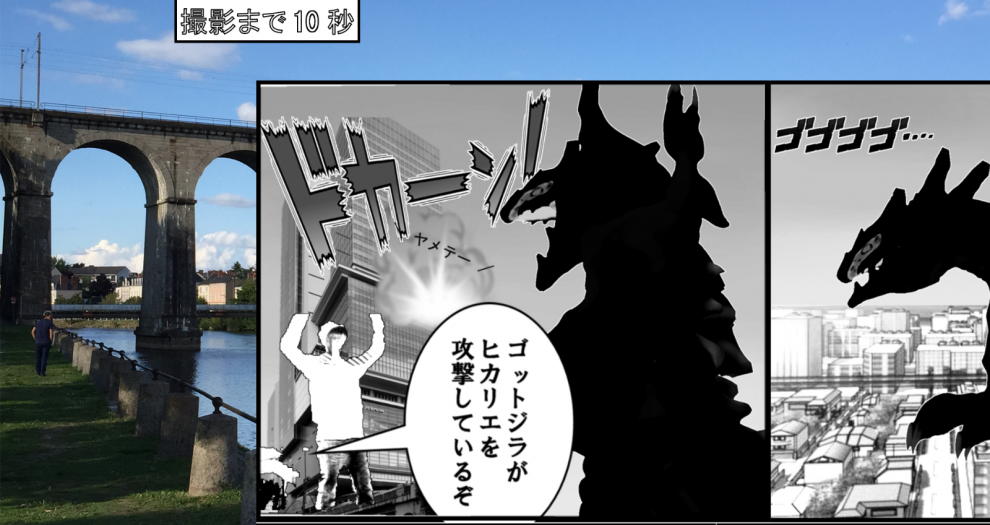 撮影まで10秒
ドカーン!
ヤメテー
ゴットジラが
ヒカリエを
攻撃しているぞ
ゴゴゴゴ‥‥